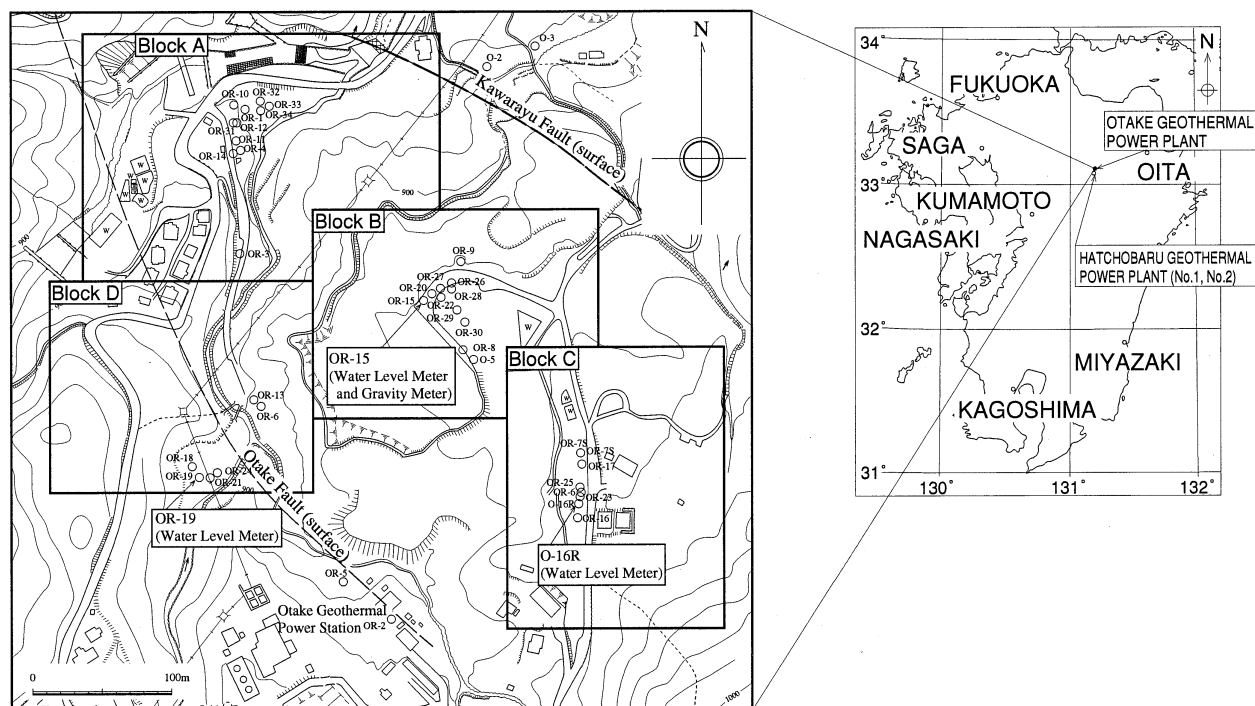 Block A
N
O-3
O-2
OR-10
OR-32
OR-33
OR-1
OR-34
OR-31
OR-12
OR-11
OR-14
OR-4
Kawarayu Fault (surface)
W
W
W
W
W
900
900
OR-3
Block B
OR-9
OR-27
OR-26
OR-20
OR-15
OR-28
OR-22
OR-29
OR-30
OR-8
O-5
W
OR-15
(Water Level Meter
and Gravity Meter)
Block D
OR-13
OR-6
OR-18
OR-24
OR-19
OR-21
900
Otake Fault (surface)
OR-19
(Water Level Meter)
Block C
W
W
OR-7S
OR-7S
OR-17
OR-25
OR-6
OR-23
O-16R
OR-16
O-16R
(Water Level Meter)
OR-5
Otake Geothermal
Power Station
OR-2
0
100m
1000
34
33
32
31
130
131
132
N
FUKUOKA
SAGA
OITA
KUMAMOTO
NAGASAKI
MIYAZAKI
KAGOSHIMA
OTAKE GEOTHERMAL
POWER PLANT
HATCHOBARU GEOTHERMAL
POWER PLANT (No.1, No.2)